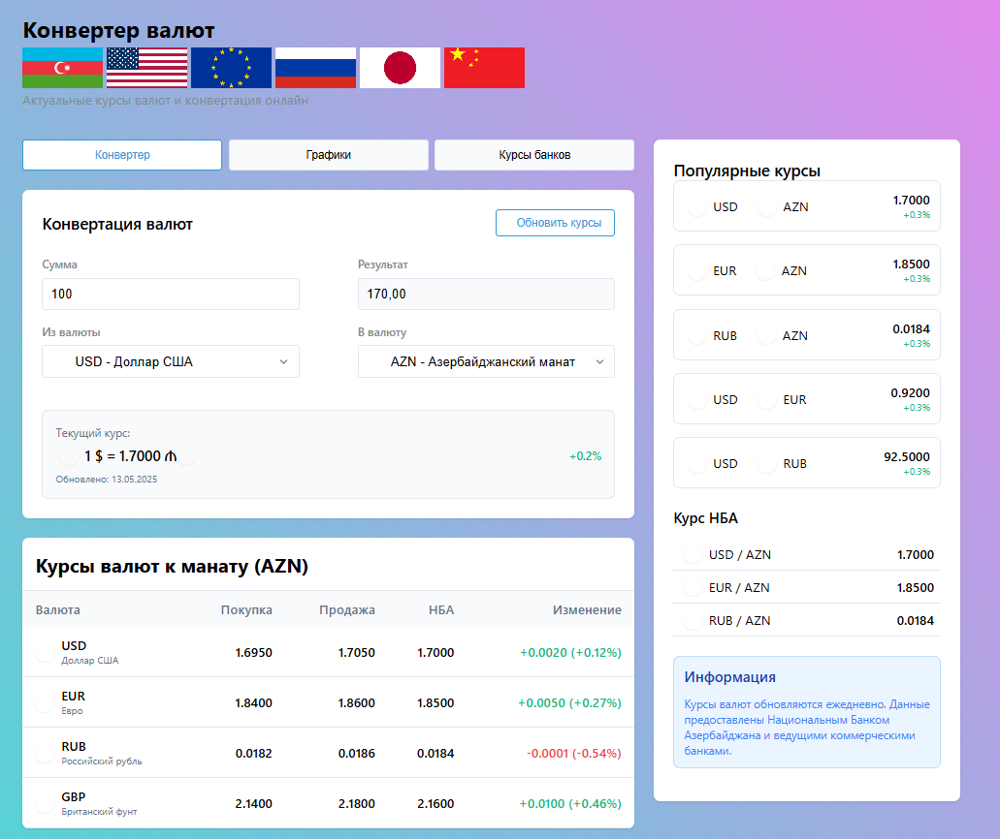 Конвертер валют
Актуальные курсы валют и конвертация онлайн
Конвертер
Графики
Курсы банков
Конвертация валют
Обновить курсы
Сумма
Результат
100
170,00
Из валюты
В валюту
USD - Доллар США
AZN - Азербайджанский манат
Текущий курс:
1 $ = 1.7000 ₼
+0.2%
Обновлено: 13.05.2025
Курсы валют к манату (AZN)
Валюта Покупка Продажа НБА Изменение
USD 1.6950 1.7050 1.7000 +0.0020 (+0.12%)
Доллар США
EUR 1.8400 1.8600 1.8500 +0.0050 (+0.27%)
Евро
RUB 0.0182 0.0186 0.0184 -0.0001 (-0.54%)
Российский рубль
GBP 2.1400 2.1800 2.1600 +0.0100 (+0.46%)
Британский фунт
Популярные курсы
USD AZN 1.7000
+0.3%
EUR AZN 1.8500
+0.3%
RUB AZN 0.0184
+0.3%
USD EUR 0.9200
+0.3%
USD RUB 92.5000
+0.3%
Курс НБА
USD / AZN 1.7000
EUR / AZN 1.8500
RUB / AZN 0.0184
Информация
Курсы валют обновляются ежедневно. Данные
предоставлены Национальным Банком
Азербайджана и ведущими коммерческими
банками.